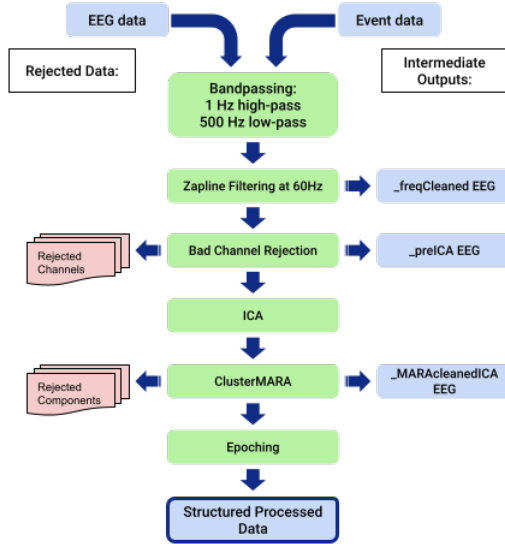 EEG data
Event data
Rejected Data:
Intermediate
Outputs:
Bandpassing:
1 Hz high-pass
500 Hz low-pass
Zapline Filtering at 60Hz
_freqCleaned EEG
Rejected
Channels
Bad Channel Rejection
_preICA EEG
ICA
Rejected
Components
ClusterMARA
_MARAcleanedICA
EEG
Epoching
Structured Processed
Data